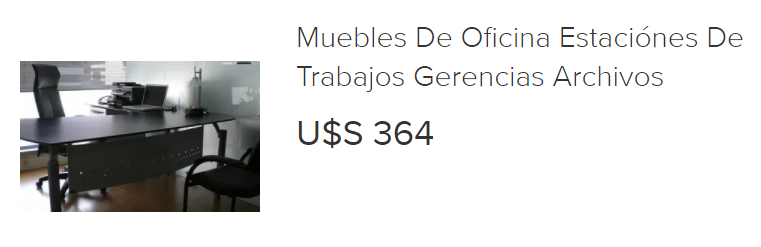 Muebles De Oficina Estaciónes De
Trabajos Gerencias Archivos
U$S 364